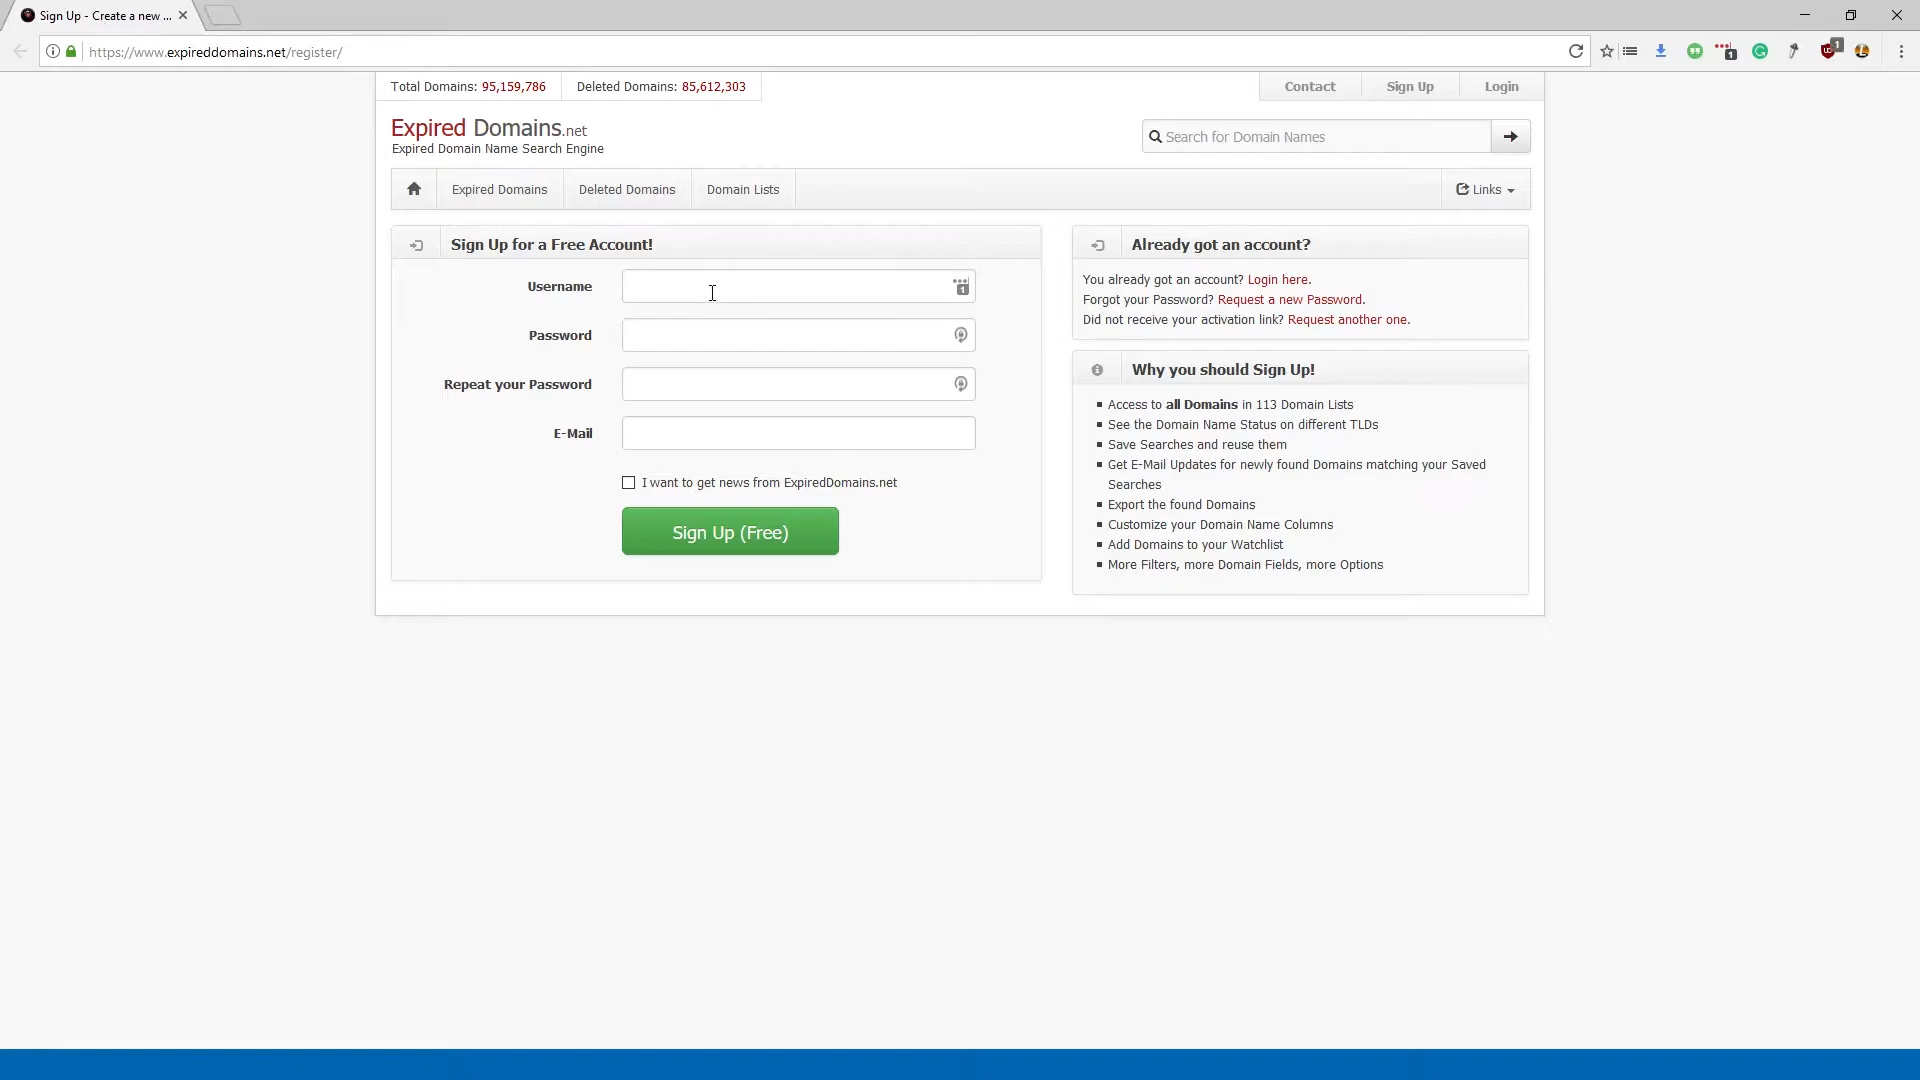 Sign Up - Create a new ...
https://www.expireddomains.net/register/
1
1
Total Domains: 95,159,786
Deleted Domains: 85,612,303
Contact
Sign Up
Login
Expired Domains.net
Expired Domain Name Search Engine
Search for Domain Names
Expired Domains
Deleted Domains
Domain Lists
Links
Sign Up for a Free Account!
Username
1
Password
Repeat your Password
E-Mail
I want to get news from ExpiredDomains.net
Sign Up (Free)
Already got an account?
You already got an account? Login here.
Forgot your Password? Request a new Password.
Did not receive your activation link? Request another one.
Why you should Sign Up!
Access to all Domains in 113 Domain Lists
See the Domain Name Status on different TLDs
Save Searches and reuse them
Get E-Mail Updates for newly found Domains matching your Saved
Searches
Export the found Domains
Customize your Domain Name Columns
Add Domains to your Watchlist
More Filters, more Domain Fields, more Options